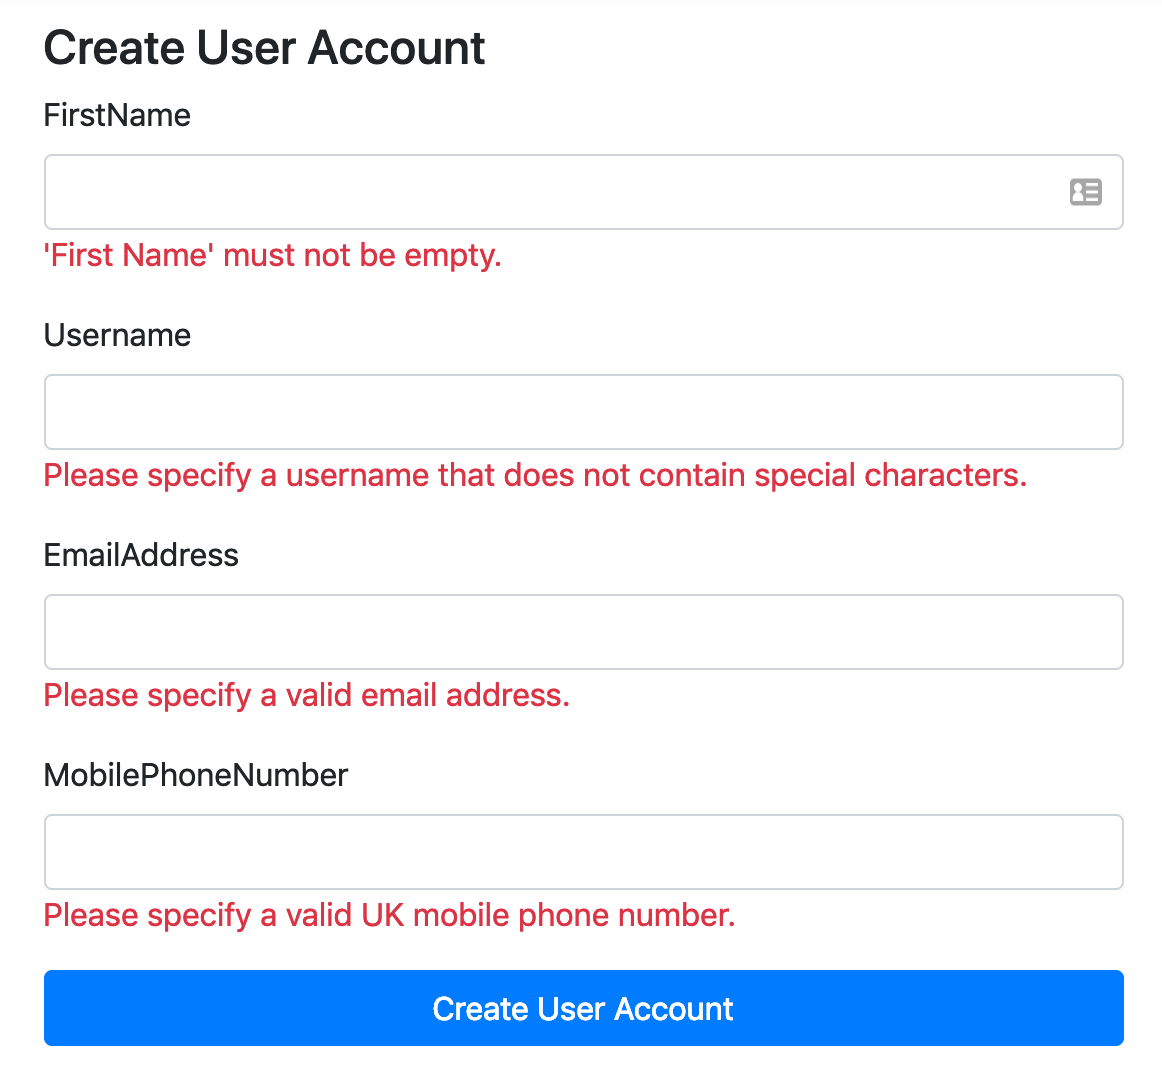 Create User Account
FirstName
'First Name' must not be empty.
Username
Please specify a username that does not contain special characters.
EmailAddress
Please specify a valid email address.
MobilePhoneNumber
Please specify a valid UK mobile phone number.
Create User Account